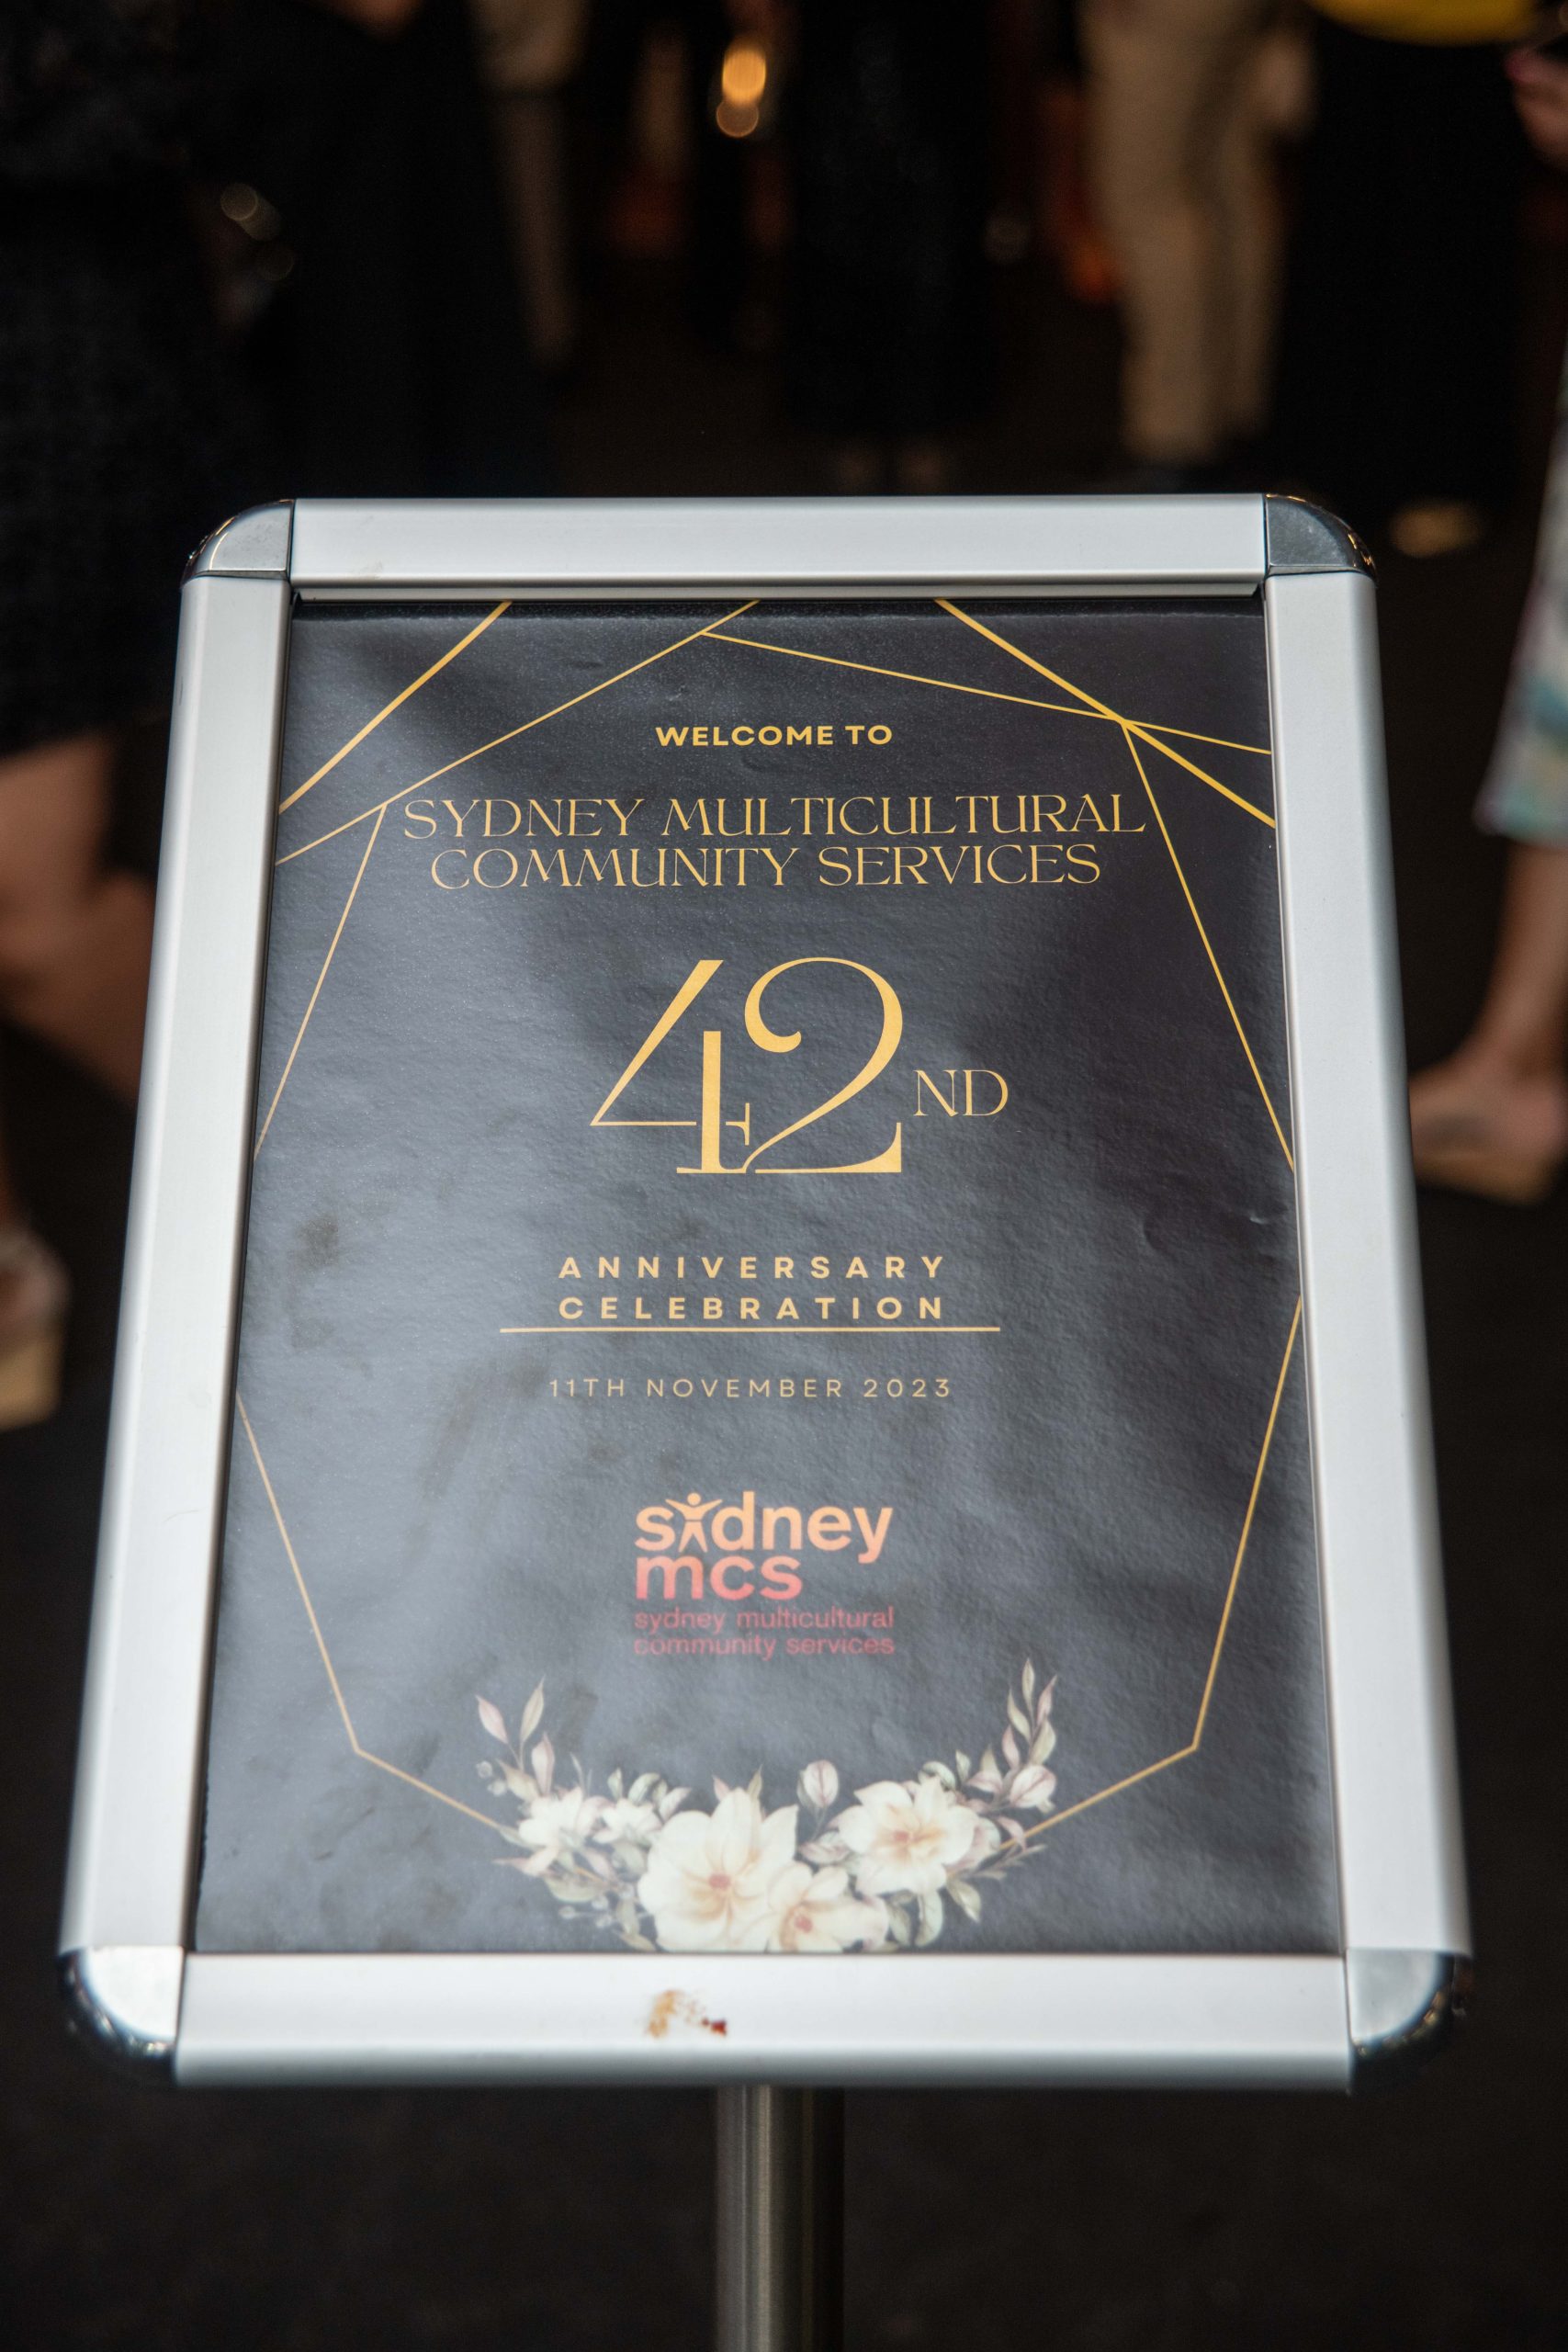 WELCOME TO
SYDNEY MULTICULTURAL
COMMUNITY SERVICES
42ND
ANNIVERSARY
CELEBRATION
11TH NOVEMBER 2023
sydney
mcs
sydney multicultural
community services